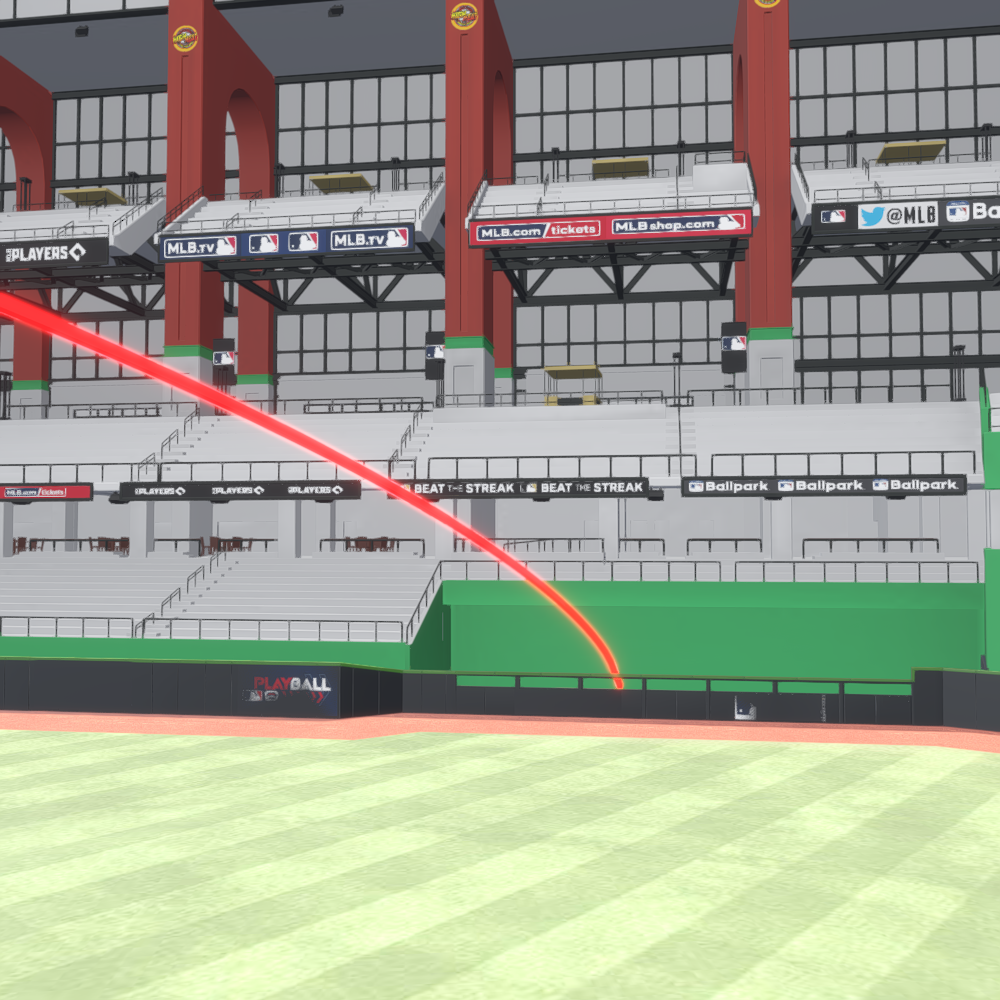 PLAYERS
MLB.TV
MLB.TV
MLB.com/tickets
MLBshop.com
@MLB
Ba
MLB.com/tickets
PLAYERS
PLAYERS
PLAYERS
BEAT THE STREAK
BEAT THE STREAK
Ballpark
Ballpark
Ballpark
PLAYBALL